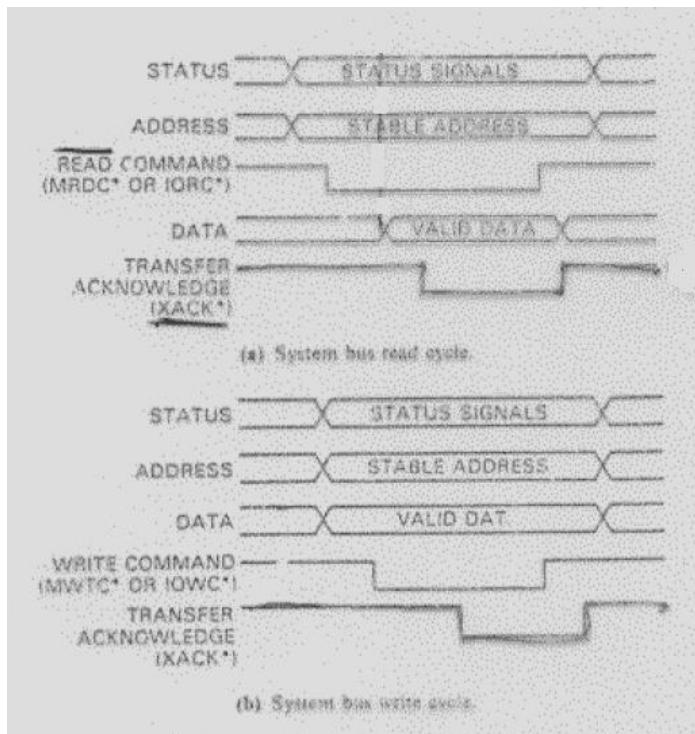 STATUS
STATUS SIGNALS
ADDRESS
STABLE ADDRESS
READ COMMAND
(MRDC* OR IORC*)
DATA
VALID DATA
TRANSFER
ACKNOWLEDGE
(XACK*)
(a) System bus read cycle.
STATUS
STATUS SIGNALS
ADDRESS
STABLE ADDRESS
DATA
VALID DAT
WRITE COMMAND
(MWTC* OR IOWC*)
TRANSFER
ACKNOWLEDGE
(XACK*)
(b) System bus write cycle.